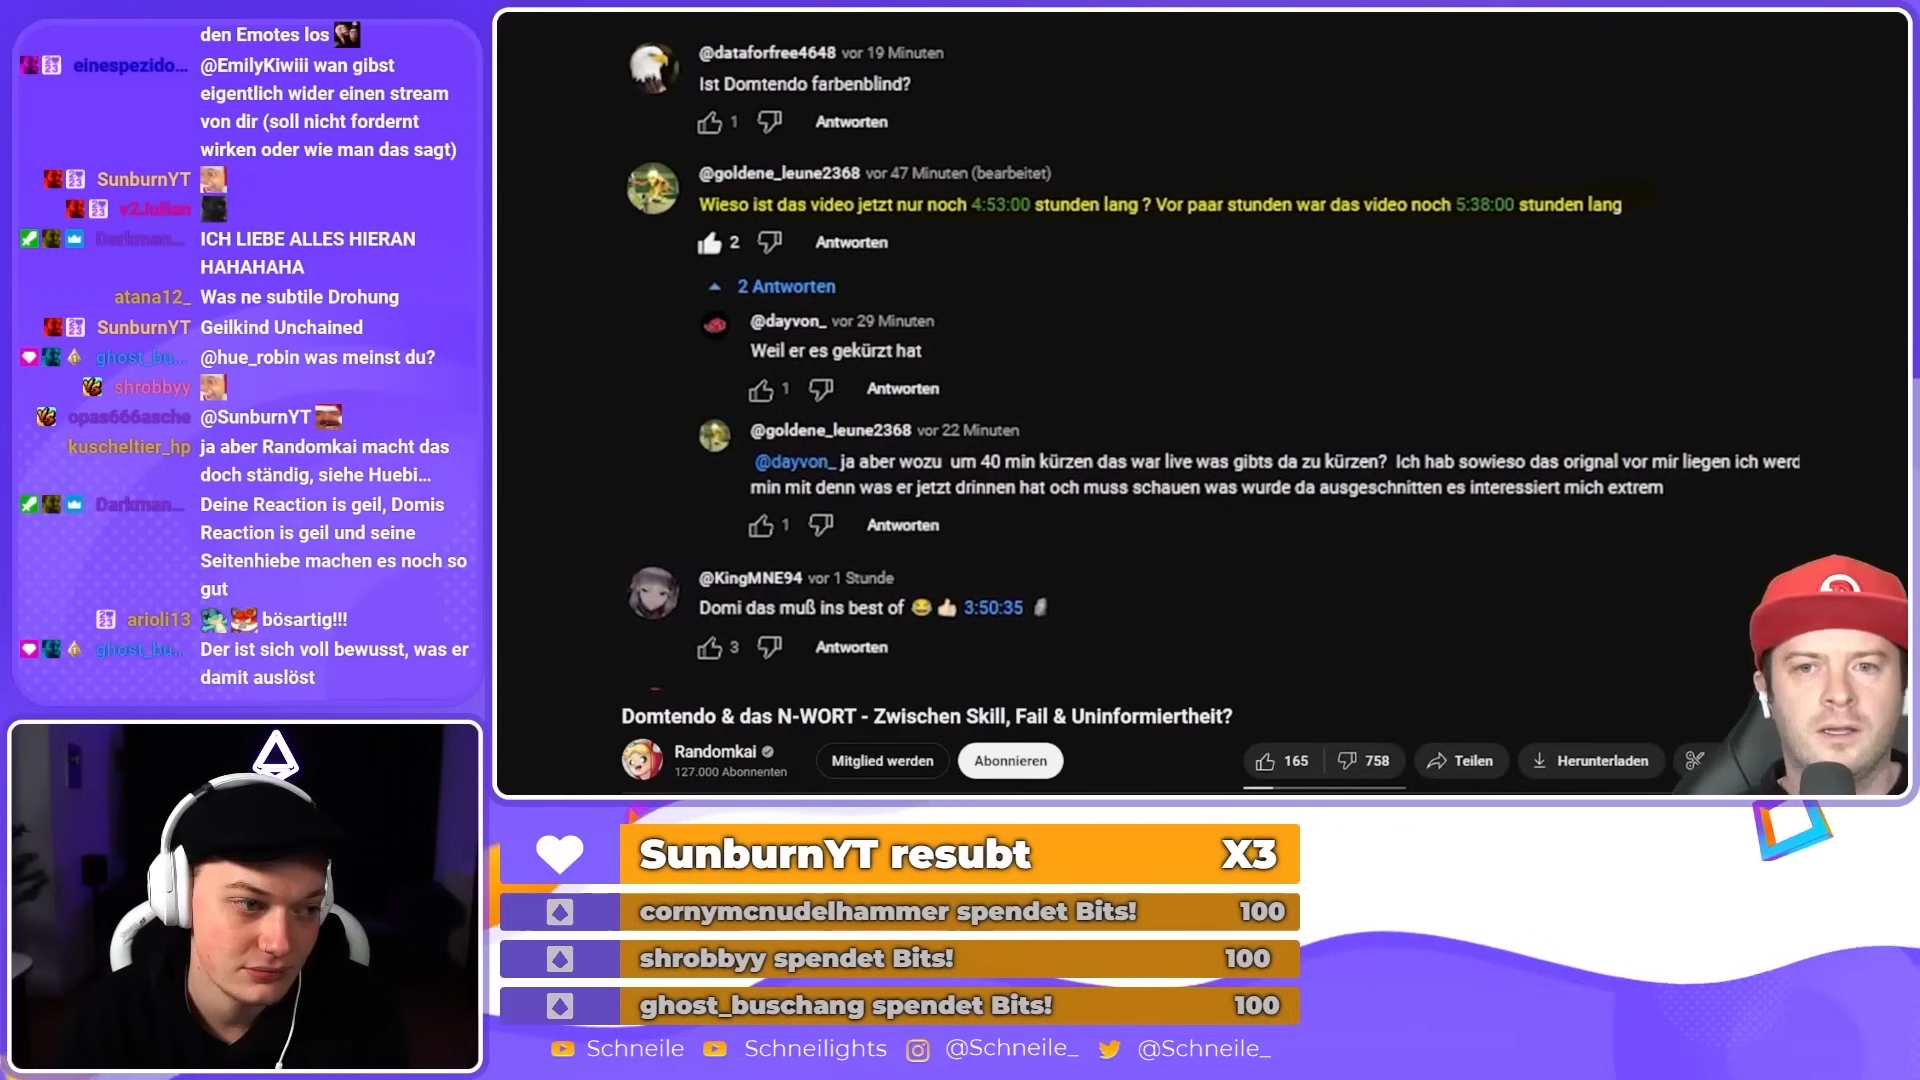 den Emotes los
einespezido... @EmilyKiwiii wan gibst
eigentlich wider einen stream
von dir (soll nicht fordernt
wirken oder wie man das sagt)
SunburnYT
v2Jullian
Darkman... ICH LIEBE ALLES HIERAN
HAHAHAHA
atana12_ Was ne subtile Drohung
SunburnYT Geilkind Unchained
ghost_bu... @hue_robin was meinst du?
shrobbyy
opas666asche @SunburnYT
kuscheltier_hp ja aber Randomkai macht das
doch ständig, siehe Huebi...
Darkman... Deine Reaction is geil, Domis
Reaction is geil und seine
Seitenhiebe machen es noch so
gut
arioli13 bösartig!!!
ghost_bu... Der ist sich voll bewusst, was er
damit auslöst
@dataforfree4648 vor 19 Minuten
Ist Domtendo farbenblind?
1 Antworten
@goldene_leune2368 vor 47 Minuten (bearbeitet)
Wieso ist das video jetzt nur noch 4:53:00 stunden lang ? Vor paar stunden war das video noch 5:38:00 stunden lang
2 Antworten
2 Antworten
@dayvon_ vor 29 Minuten
Weil er es gekürzt hat
1 Antworten
@goldene_leune2368 vor 22 Minuten
@dayvon_ ja aber wozu um 40 min kürzen das war live was gibts da zu kürzen? Ich hab sowieso das orignal vor mir liegen ich werd
min mit denn was er jetzt drinnen hat och muss schauen was wurde da ausgeschnitten es interessiert mich extrem
1 Antworten
@KingMNE94 vor 1 Stunde
Domi das muß ins best of 😂 👍🏻 3:50:35 🗿
3 Antworten
Domtendo & das N-WORT - Zwischen Skill, Fail & Uninformiertheit?
Randomkai
127.000 Abonnenten
Mitglied werden
Abonnieren
165
758
Teilen
Herunterladen
SunburnYT resubt X3
cornymcnudelhammer spendet Bits! 100
shrobbyy spendet Bits! 100
ghost_buschang spendet Bits! 100
Schneile Schneilights @Schneile_ @Schneile_